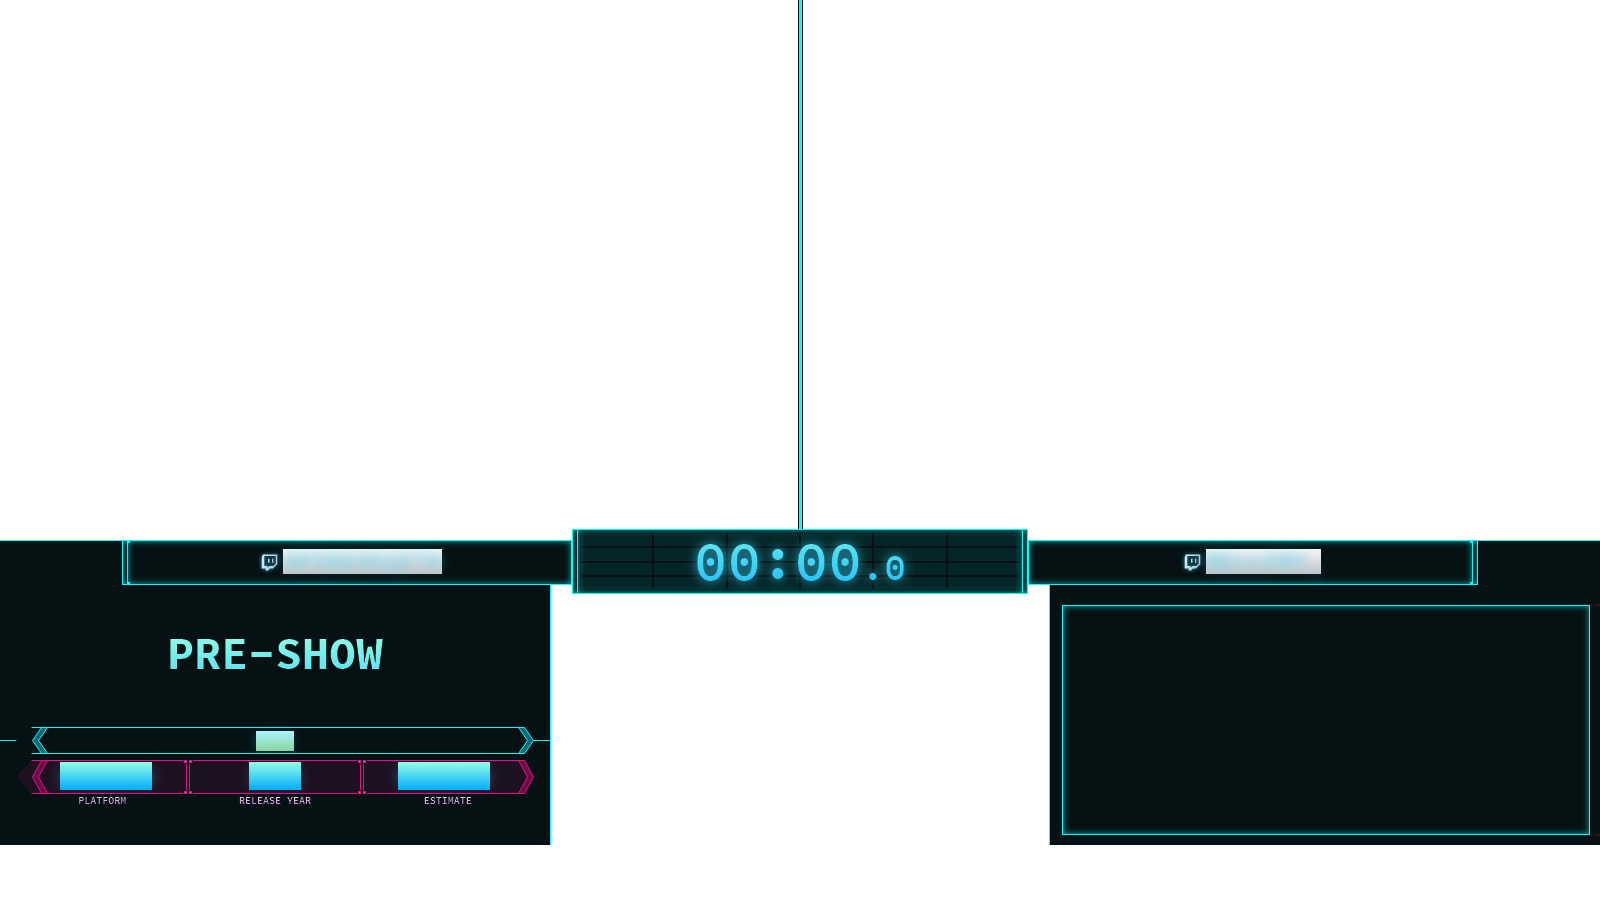 00:00.0
PRE-SHOW
PLATFORM
RELEASE YEAR
ESTIMATE